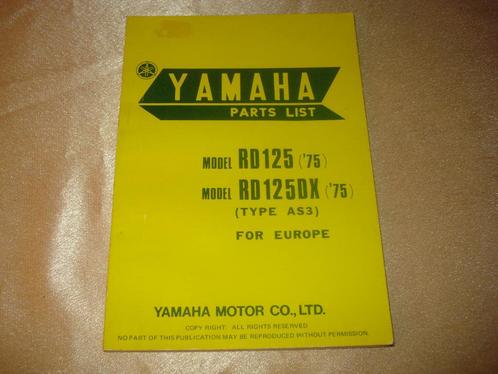 YAMAHA
PARTS LIST
MODEL RD125 ('75)
MODEL RD125DX ('75)
(TYPE AS3)
FOR EUROPE
YAMAHA MOTOR CO., LTD.
COPY RIGHT. ALL RIGHTS RESERVED
NO PART OF THIS PUBLICATION MAY BE REPRODUCED WITHOUT PERMISSION.